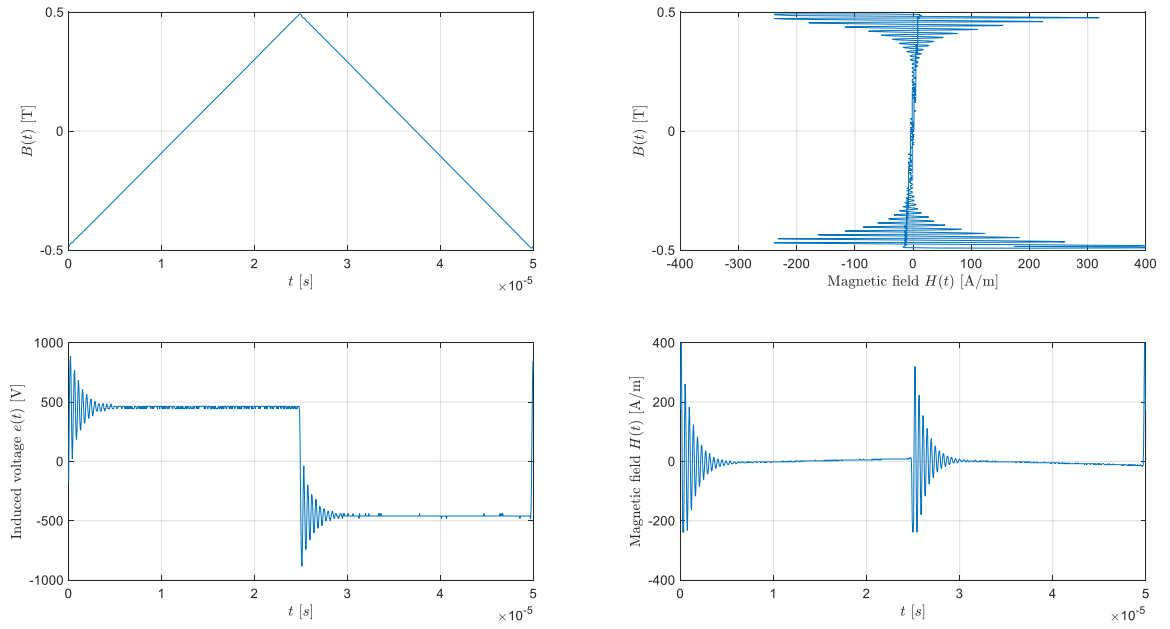 0.5
0
-0.5
B(t) [T]
0 1 2 3 4 5
t [s]
×10⁻⁵
0.5
0
-0.5
B(t) [T]
-400 -300 -200 -100 0 100 200 300 400
Magnetic field H(t) [A/m]
1000
500
0
-500
-1000
Induced voltage e(t) [V]
0 1 2 3 4 5
t [s]
×10⁻⁵
400
200
0
-200
-400
Magnetic field H(t) [A/m]
0 1 2 3 4 5
t [s]
×10⁻⁵